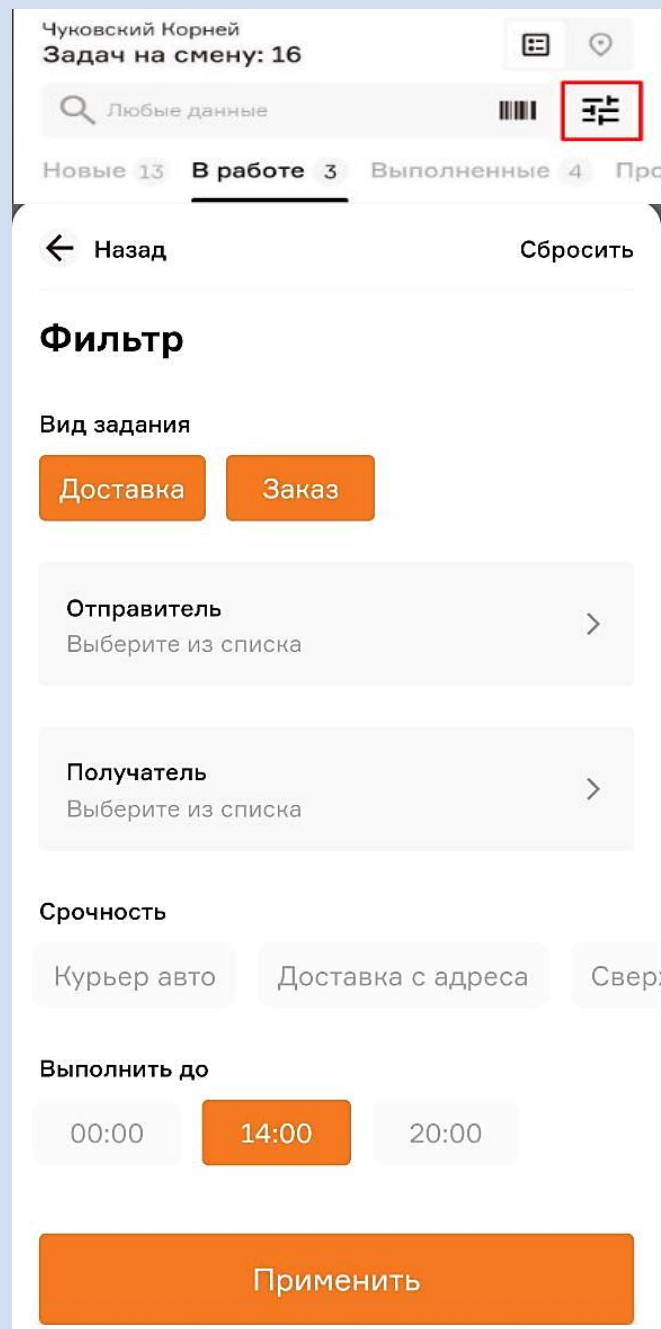 Чуковский Корней
Задач на смену: 16
Любые данные
Новые 13 В работе 3 Выполненные 4 Про
Назад Сбросить
Фильтр
Вид задания
Доставка Заказ
Отправитель
Выберите из списка
Получатель
Выберите из списка
Срочность
Курьер авто Доставка с адреса Сверх
Выполнить до
00:00 14:00 20:00
Применить